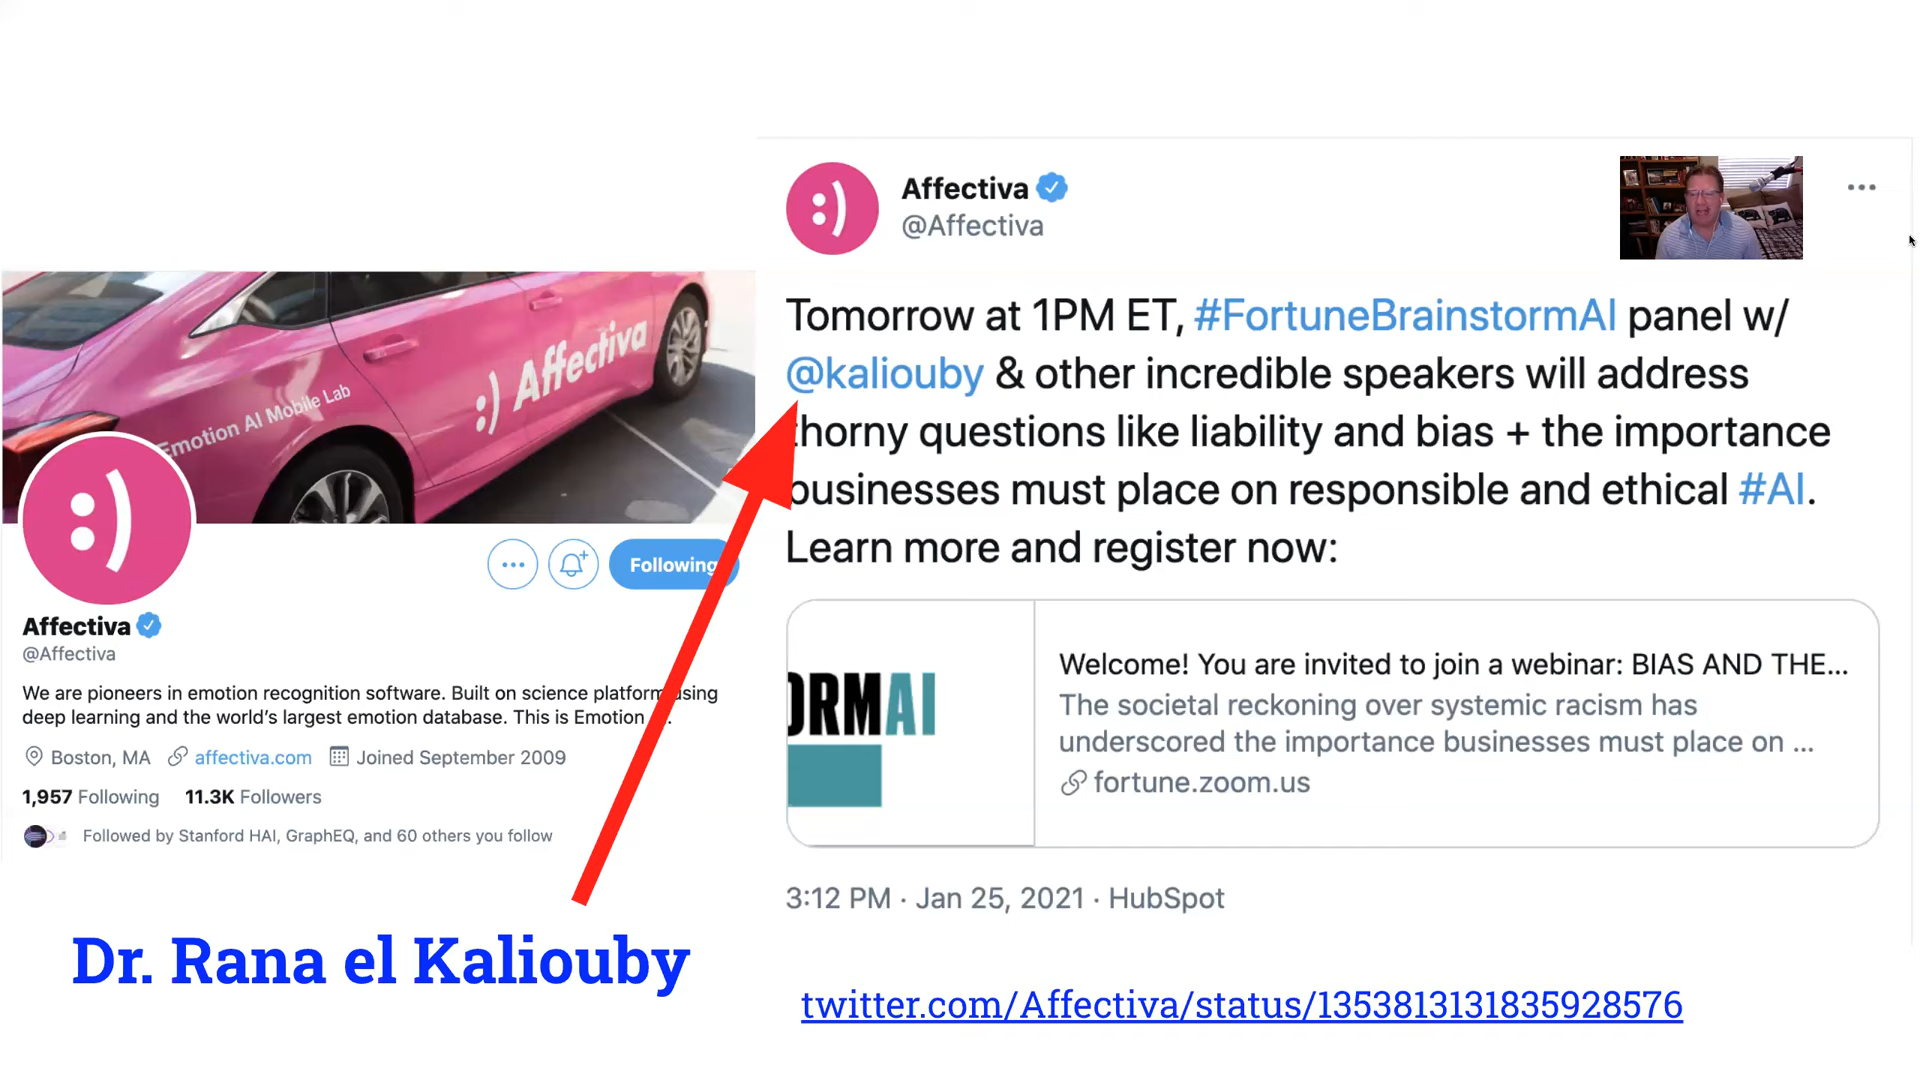 Emotion AI Mobile Lab
:) Affectiva
:)
Following
Affectiva
@Affectiva
We are pioneers in emotion recognition software. Built on science platform using
deep learning and the world's largest emotion database. This is Emotion
Boston, MA affectiva.com Joined September 2009
1,957 Following 11.3K Followers
Followed by Stanford HAI, GraphEQ, and 60 others you follow
Dr. Rana el Kaliouby
:)
Affectiva
@Affectiva
Tomorrow at 1PM ET, #FortuneBrainstormAI panel w/
@kaliouby & other incredible speakers will address
thorny questions like liability and bias + the importance
businesses must place on responsible and ethical #AI.
Learn more and register now:
ORMAI
Welcome! You are invited to join a webinar: BIAS AND THE...
The societal reckoning over systemic racism has
underscored the importance businesses must place on ...
fortune.zoom.us
3:12 PM · Jan 25, 2021 · HubSpot
twitter.com/Affectiva/status/1353813131835928576